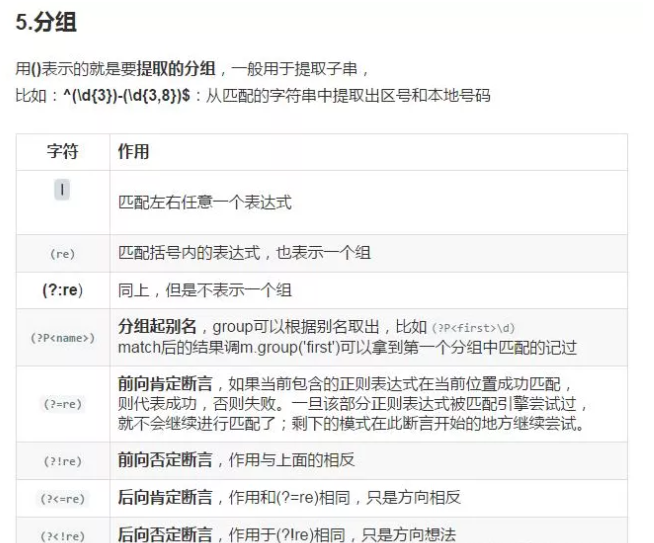 5.分组
用()表示的就是要提取的分组，一般用于提取子串，
比如：^(\d{3})-(\d{3,8})$：从匹配的字符串中提取出区号和本地号码
字符 作用
| 匹配左右任意一个表达式
(re) 匹配括号内的表达式，也表示一个组
(?:re) 同上，但是不表示一个组
(?P<name>) 分组起别名，group可以根据别名取出，比如 (?P<first>\d)
match后的结果调m.group('first')可以拿到第一个分组中匹配的记过
(?=re) 前向肯定断言，如果当前包含的正则表达式在当前位置成功匹配，
则代表成功，否则失败。一旦该部分正则表达式被匹配引擎尝试过，
就不会继续进行匹配了；剩下的模式在此断言开始的地方继续尝试。
(?!re) 前向否定断言，作用与上面的相反
(?<=re) 后向肯定断言，作用和(?=re)相同，只是方向相反
(?<!re) 后向否定断言，作用于(?!re)相同，只是方向想法